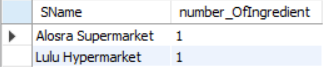 SName number_OfIngredient
Alosra Supermarket 1
Lulu Hypermarket 1